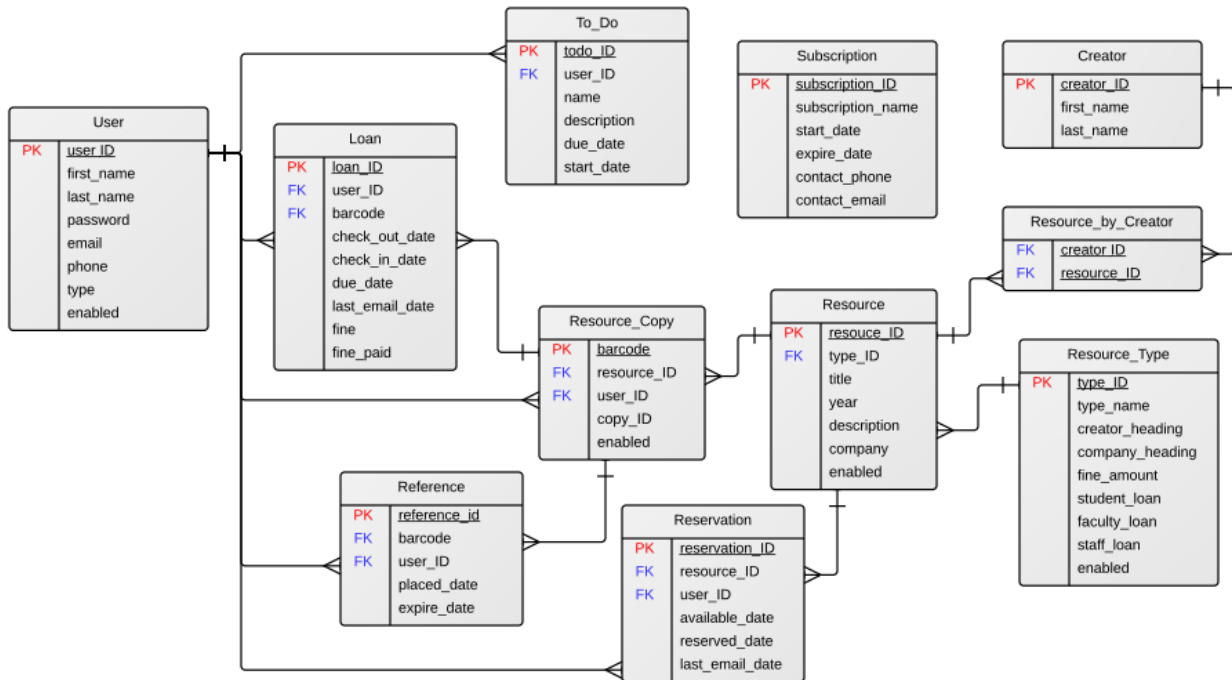 To_Do
PK todo_ID
FK user_ID
name
description
due_date
start_date
Subscription
PK subscription_ID
subscription_name
start_date
expire_date
contact_phone
contact_email
Creator
PK creator_ID
first_name
last_name
User
PK user ID
first_name
last_name
password
email
phone
type
enabled
Loan
PK loan_ID
FK user_ID
FK barcode
check_out_date
check_in_date
due_date
last_email_date
fine
fine_paid
Resource_by_Creator
FK creator ID
FK resource_ID
Resource_Copy
PK barcode
FK resource_ID
FK user_ID
copy_ID
enabled
Resource
PK resouce_ID
FK type_ID
title
year
description
company
enabled
Resource_Type
PK type_ID
type_name
creator_heading
company_heading
fine_amount
student_loan
faculty_loan
staff_loan
enabled
Reference
PK reference_id
FK barcode
FK user_ID
placed_date
expire_date
Reservation
PK reservation_ID
FK resource_ID
FK user_ID
available_date
reserved_date
last_email_date